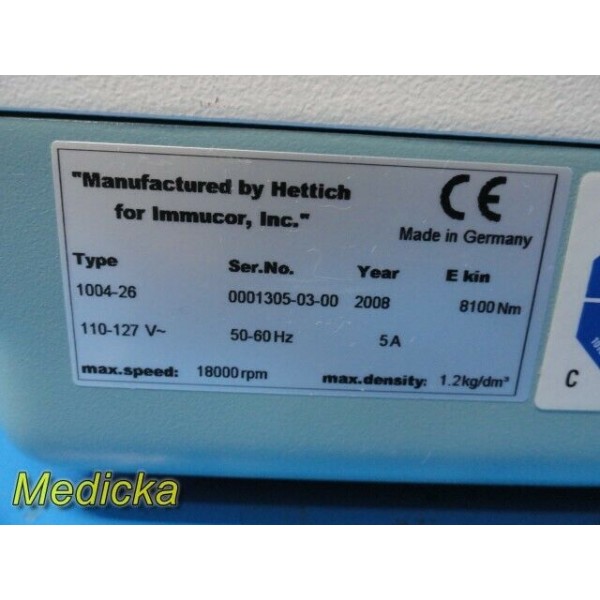 "Manufactured by Hettich
for Immucor, Inc."
CE
Made in Germany
Type Ser.No. Year E kin
1004-26 0001305-03-00 2008 8100 Nm
110-127 V~ 50-60 Hz 5 A
max.speed: 18000 rpm max.density: 1.2kg/dm³
C
Medicka